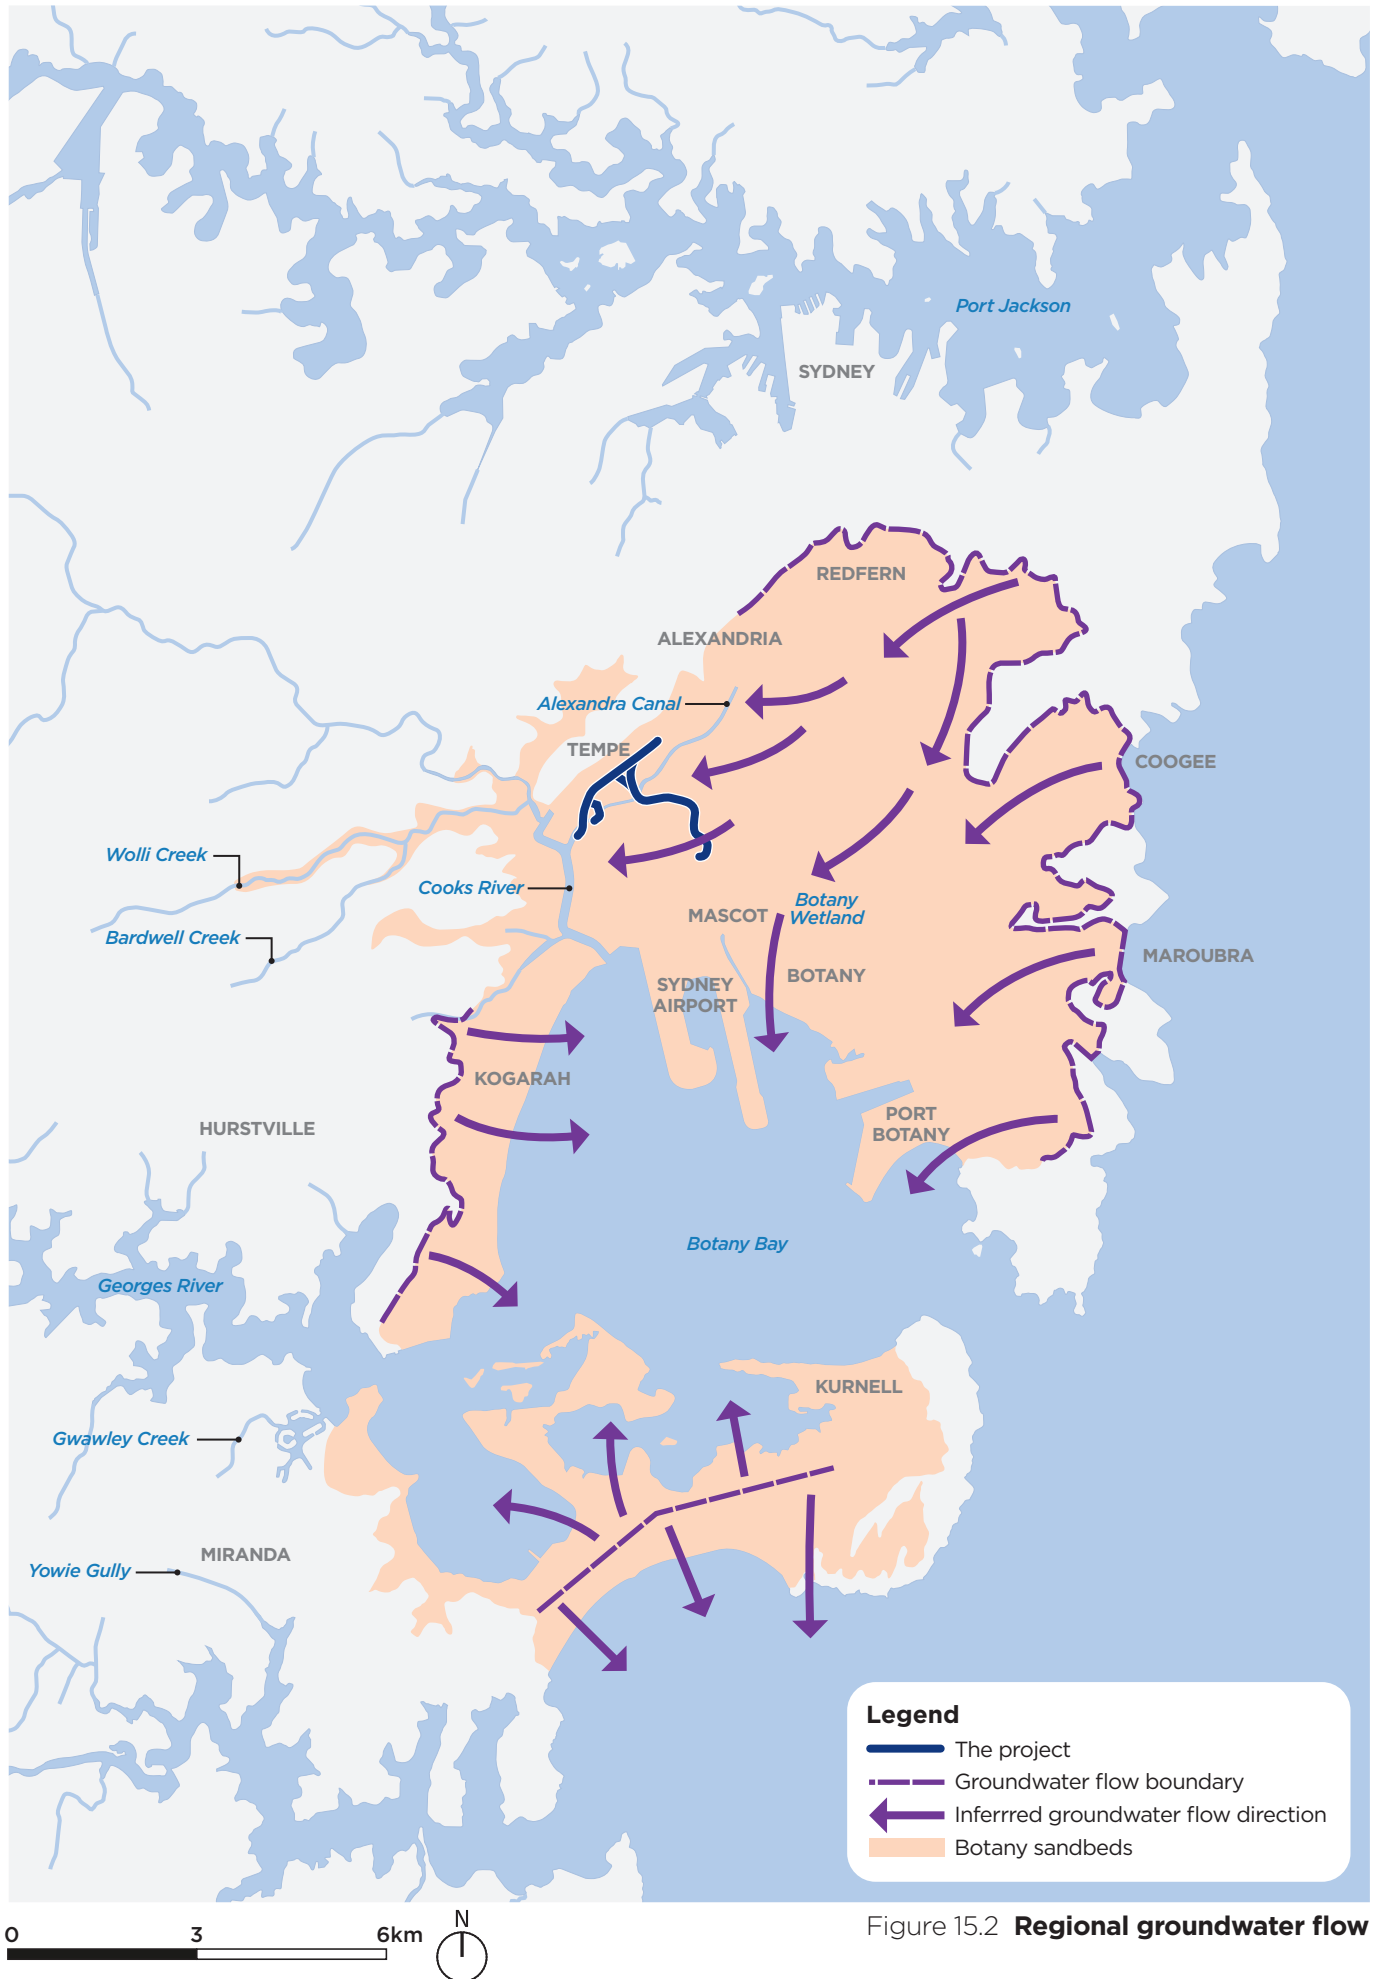 Port Jackson
SYDNEY
REDFERN
ALEXANDRIA
Alexandra Canal
TEMPE
COOGEE
Wolli Creek
Cooks River
Botany
Wetland
MASCOT
Bardwell Creek
MAROUBRA
BOTANY
SYDNEY
AIRPORT
KOGARAH
PORT
BOTANY
HURSTVILLE
Botany Bay
Georges River
KURNELL
Gwawley Creek
MIRANDA
Yowie Gully
Legend
The project
Groundwater flow boundary
Inferrred groundwater flow direction
Botany sandbeds
0 3 6km
N
Figure 15.2 Regional groundwater flow